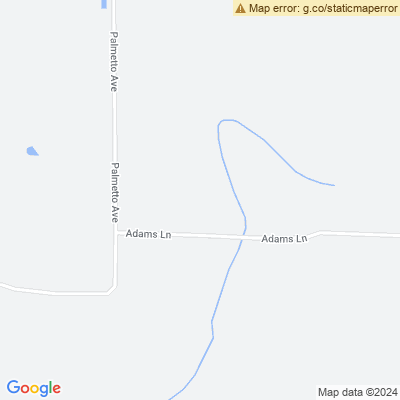 Map error: g.co/staticmaperror
Palmetto Ave
Palmetto Ave
Adams Ln
Adams Ln
Google
Map data ©2024